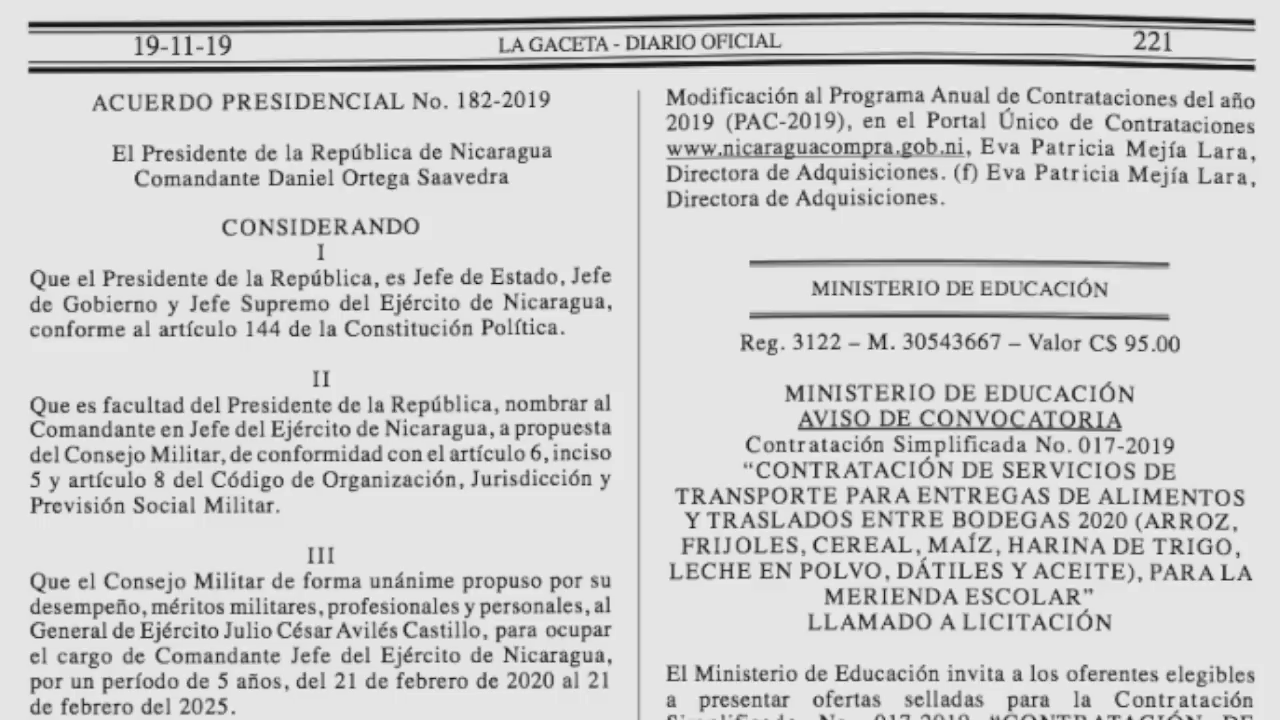 19-11-19
LA GACETA - DIARIO OFICIAL
221
ACUERDO PRESIDENCIAL No. 182-2019
El Presidente de la República de Nicaragua
Comandante Daniel Ortega Saavedra
CONSIDERANDO
I
Que el Presidente de la República, es Jefe de Estado, Jefe
de Gobierno y Jefe Supremo del Ejército de Nicaragua,
conforme al artículo 144 de la Constitución Política.
II
Que es facultad del Presidente de la República, nombrar al
Comandante en Jefe del Ejército de Nicaragua, a propuesta
del Consejo Militar, de conformidad con el artículo 6, inciso
5 y artículo 8 del Código de Organización, Jurisdicción y
Previsión Social Militar.
III
Que el Consejo Militar de forma unánime propuso por su
desempeño, méritos militares, profesionales y personales, al
General de Ejército Julio César Avilés Castillo, para ocupar
el cargo de Comandante Jefe del Ejército de Nicaragua,
por un período de 5 años, del 21 de febrero de 2020 al 21
de febrero del 2025.
Modificación al Programa Anual de Contrataciones del año
2019 (PAC-2019), en el Portal Único de Contrataciones
www.nicaraguacompra.gob.ni, Eva Patricia Mejía Lara,
Directora de Adquisiciones. (f) Eva Patricia Mejía Lara,
Directora de Adquisiciones.
MINISTERIO DE EDUCACIÓN
Reg. 3122 – M. 30543667 – Valor C$ 95.00
MINISTERIO DE EDUCACIÓN
AVISO DE CONVOCATORIA
Contratación Simplificada No. 017-2019
“CONTRATACIÓN DE SERVICIOS DE
TRANSPORTE PARA ENTREGAS DE ALIMENTOS
Y TRASLADOS ENTRE BODEGAS 2020 (ARROZ,
FRIJOLES, CEREAL, MAÍZ, HARINA DE TRIGO,
LECHE EN POLVO, DÁTILES Y ACEITE), PARA LA
MERIENDA ESCOLAR”
LLAMADO A LICITACIÓN
El Ministerio de Educación invita a los oferentes elegibles
a presentar ofertas selladas para la Contratación
Simplificada No. 017-2019 “CONTRATACIÓN DE